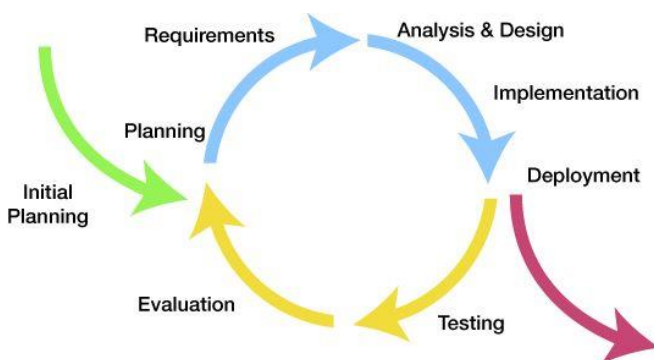 Requirements
Analysis & Design
Implementation
Planning
Deployment
Initial
Planning
Evaluation
Testing